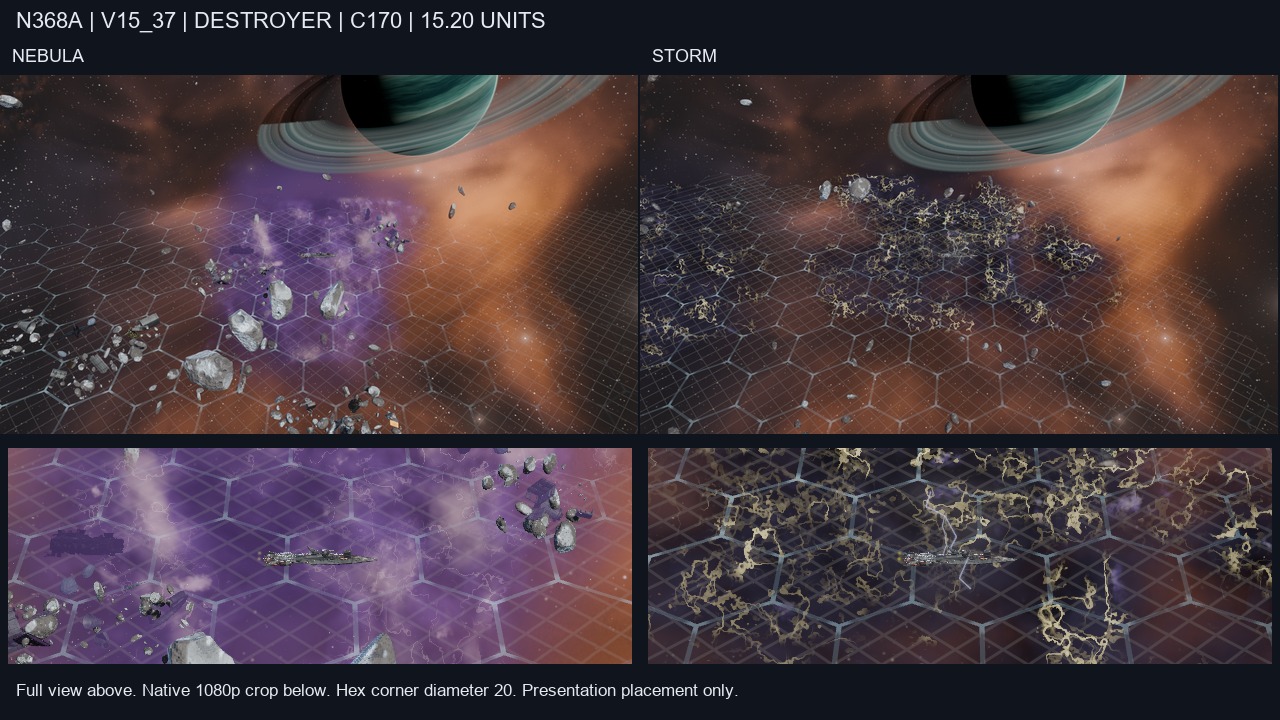 N368A | V15_37 | DESTROYER | C170 | 15.20 UNITS
NEBULA
STORM
Full view above. Native 1080p crop below. Hex corner diameter 20. Presentation placement only.